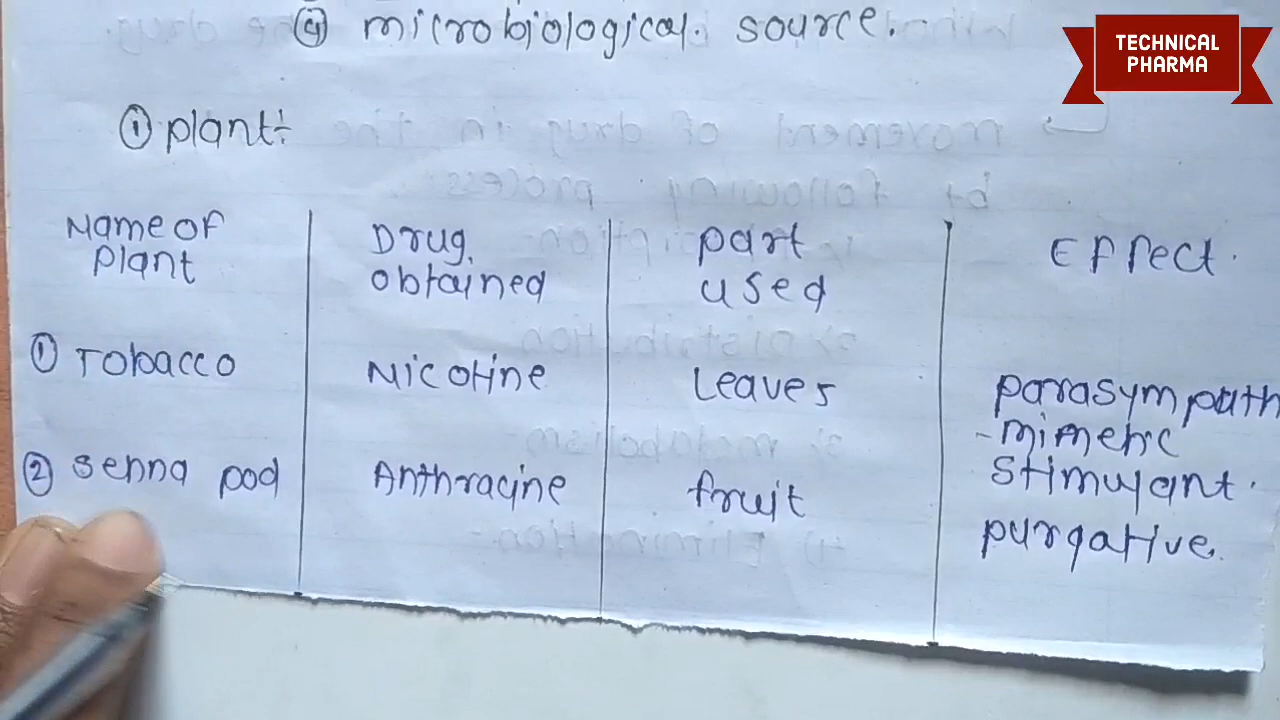 ④ microbiological. source.
TECHNICAL
PHARMA
① plant:-
Name of plant | Drug obtained | part used | Effect.
① Tobacco | Nicotine | Leaves | parasympath-mimetic stimulant.
② senna pod | Anthracine | fruit | purgative.